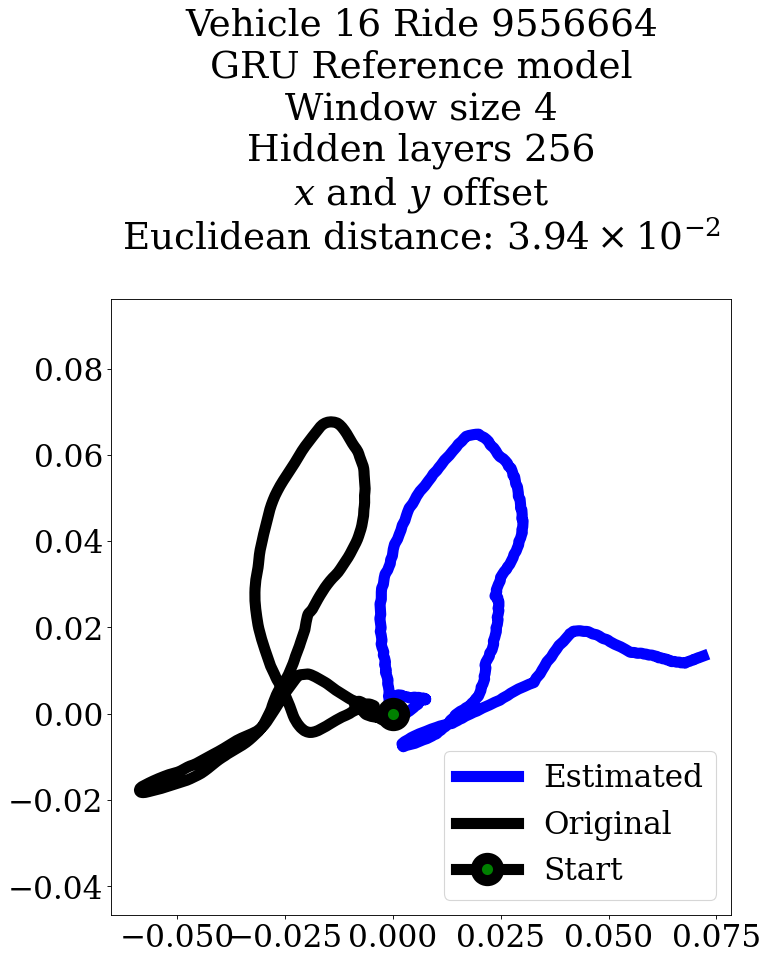 Vehicle 16 Ride 9556664
GRU Reference model
Window size 4
Hidden layers 256
x and y offset
Euclidean distance: 3.94 × 10⁻²
0.08
0.06
0.04
0.02
0.00
−0.02
−0.04
Estimated
Original
Start
−0.050 −0.025 0.000 0.025 0.050 0.075